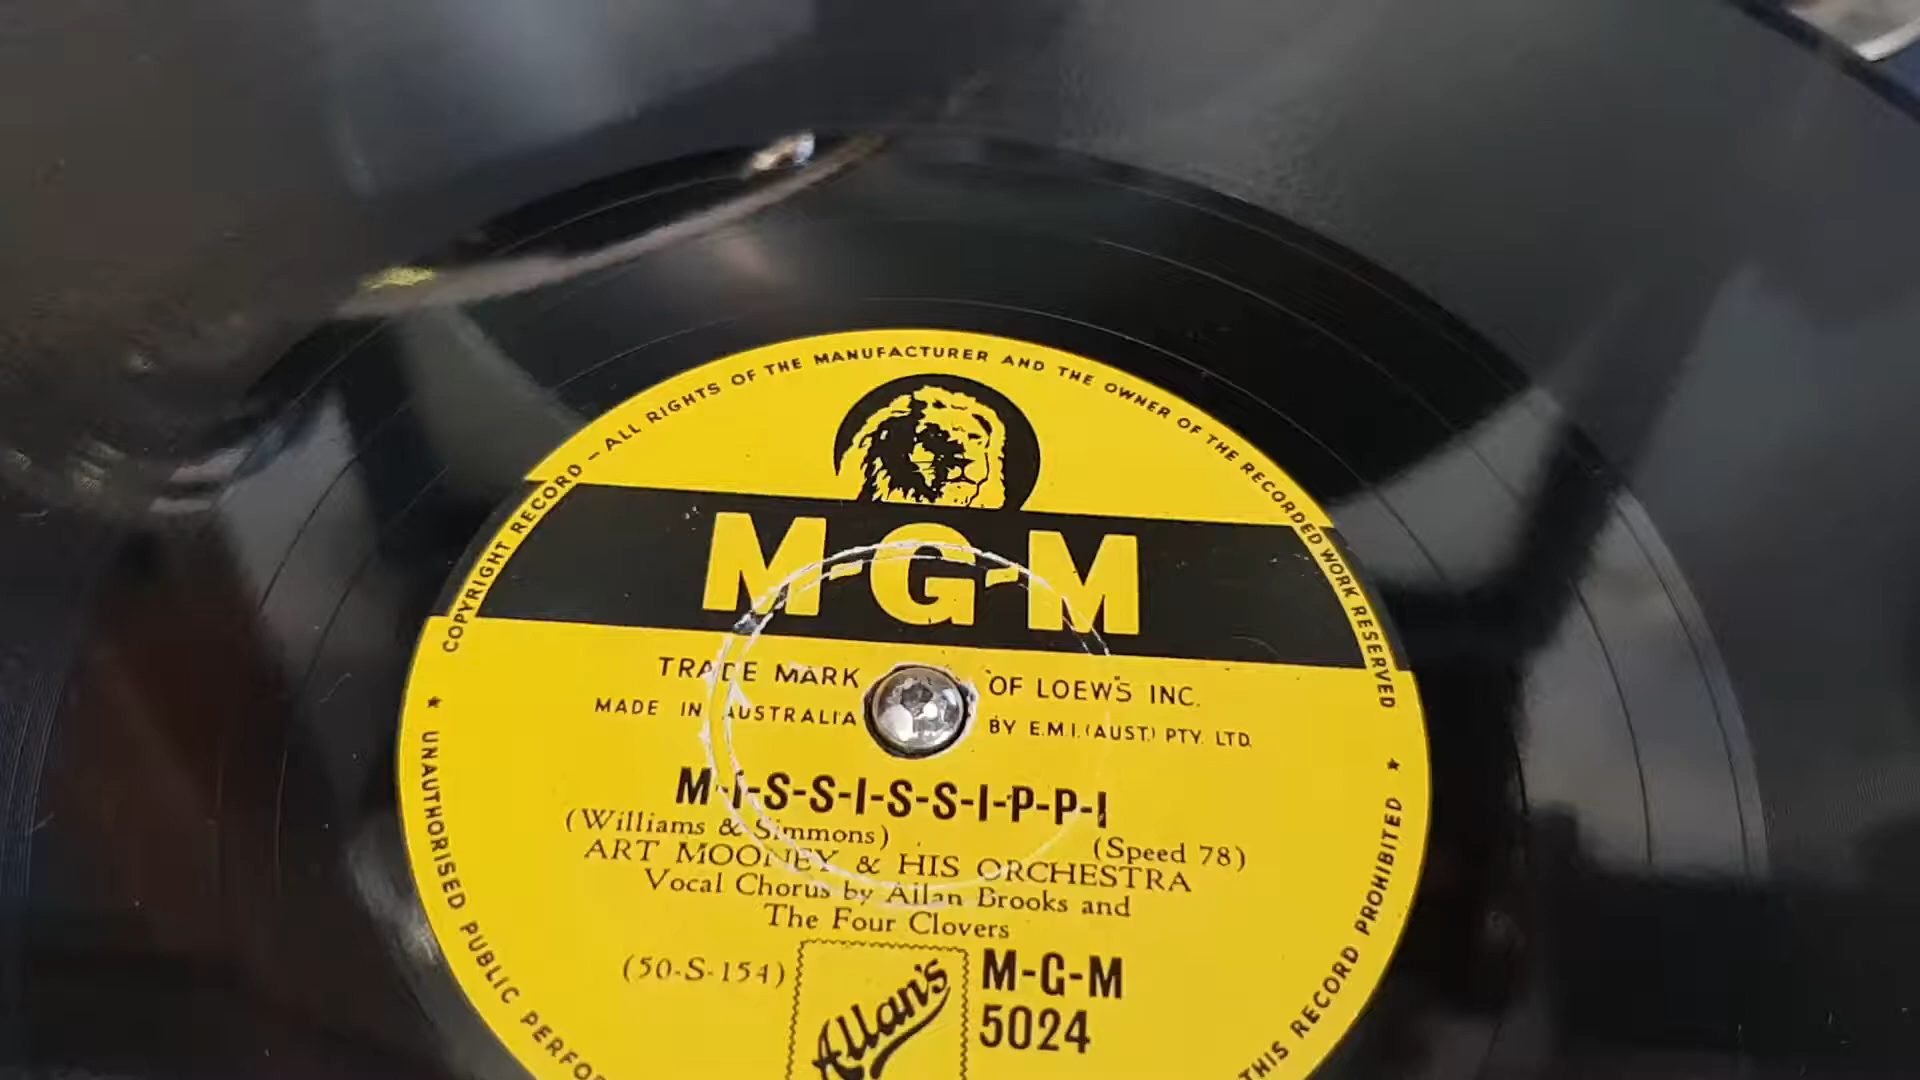 COPYRIGHT RECORD – ALL RIGHTS OF THE MANUFACTURER AND THE OWNER OF THE RECORDED WORK RESERVED
M-G-M
TRADE MARK OF LOEW'S INC.
MADE IN AUSTRALIA BY E.M.I. (AUST.) PTY. LTD.
M-I-S-S-I-S-S-I-P-P-I
(Williams & Simmons)
(Speed 78)
ART MOONEY & HIS ORCHESTRA
Vocal Chorus by Allan Brooks and
The Four Clovers
(50-S-154)
Allan's
M-G-M
5024
★ UNAUTHORISED PUBLIC
THIS RECORD PROHIBITED ★